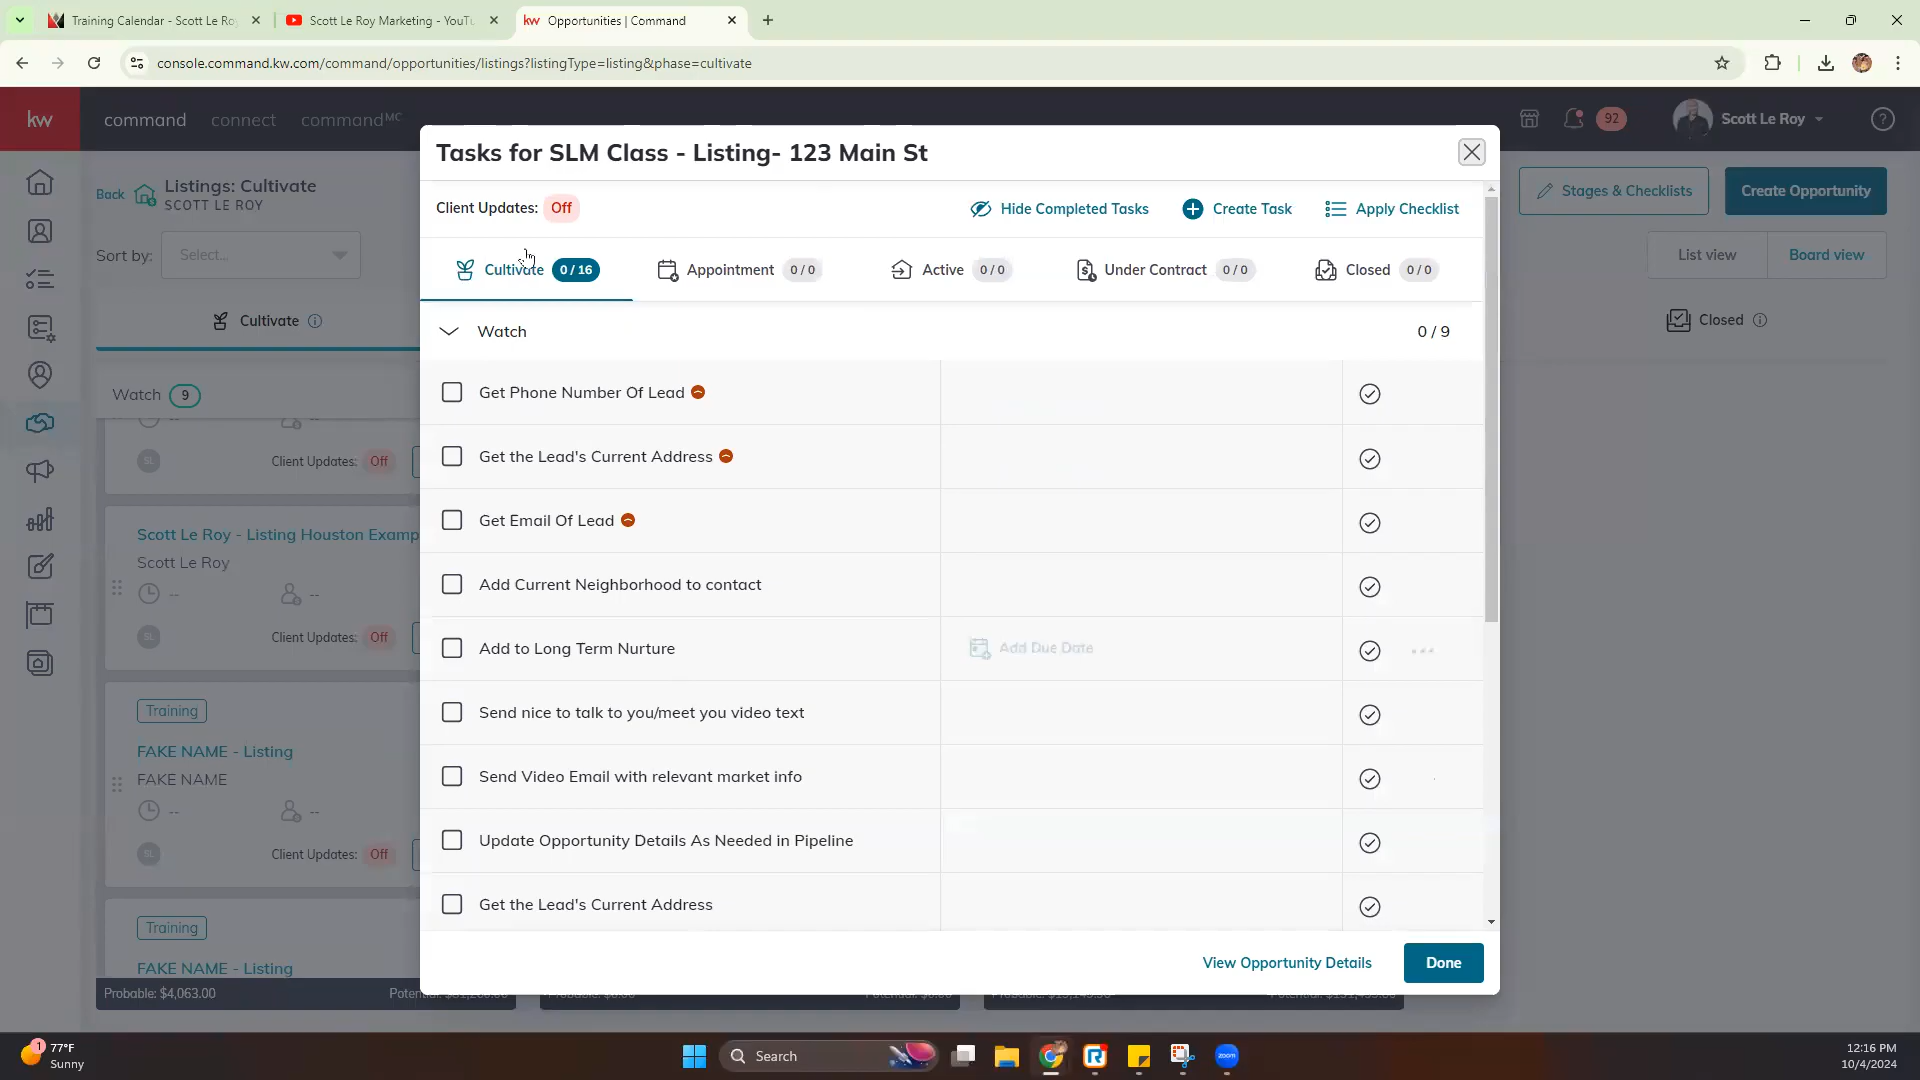 Training Calendar - Scott Le Ro
Scott Le Roy Marketing - YouTu
kw Opportunities | Command
console.command.kw.com/command/opportunities/listings?listingType=listing&phase=cultivate
kw
command connect commandMC
92
Scott Le Roy
Back
Listings: Cultivate
SCOTT LE ROY
Stages & Checklists
Create Opportunity
Sort by:
Select...
List view
Board view
Cultivate
Closed
Watch 9
SL
Client Updates: Off
Scott Le Roy - Listing Houston Examp
Scott Le Roy
-- --
SL
Client Updates: Off
Training
FAKE NAME - Listing
FAKE NAME
-- --
SL
Client Updates: Off
Training
FAKE NAME - Listing
Probable: $4,063.00
Tasks for SLM Class - Listing- 123 Main St
Client Updates: Off
Hide Completed Tasks
Create Task
Apply Checklist
Cultivate 0 / 16
Appointment 0 / 0
Active 0 / 0
Under Contract 0 / 0
Closed 0 / 0
Watch 0 / 9
Get Phone Number Of Lead
Get the Lead's Current Address
Get Email Of Lead
Add Current Neighborhood to contact
Add to Long Term Nurture
Add Due Date
Send nice to talk to you/meet you video text
Send Video Email with relevant market info
Update Opportunity Details As Needed in Pipeline
Get the Lead's Current Address
View Opportunity Details
Done
1
77°F
Sunny
Search
zoom
12:16 PM
10/4/2024